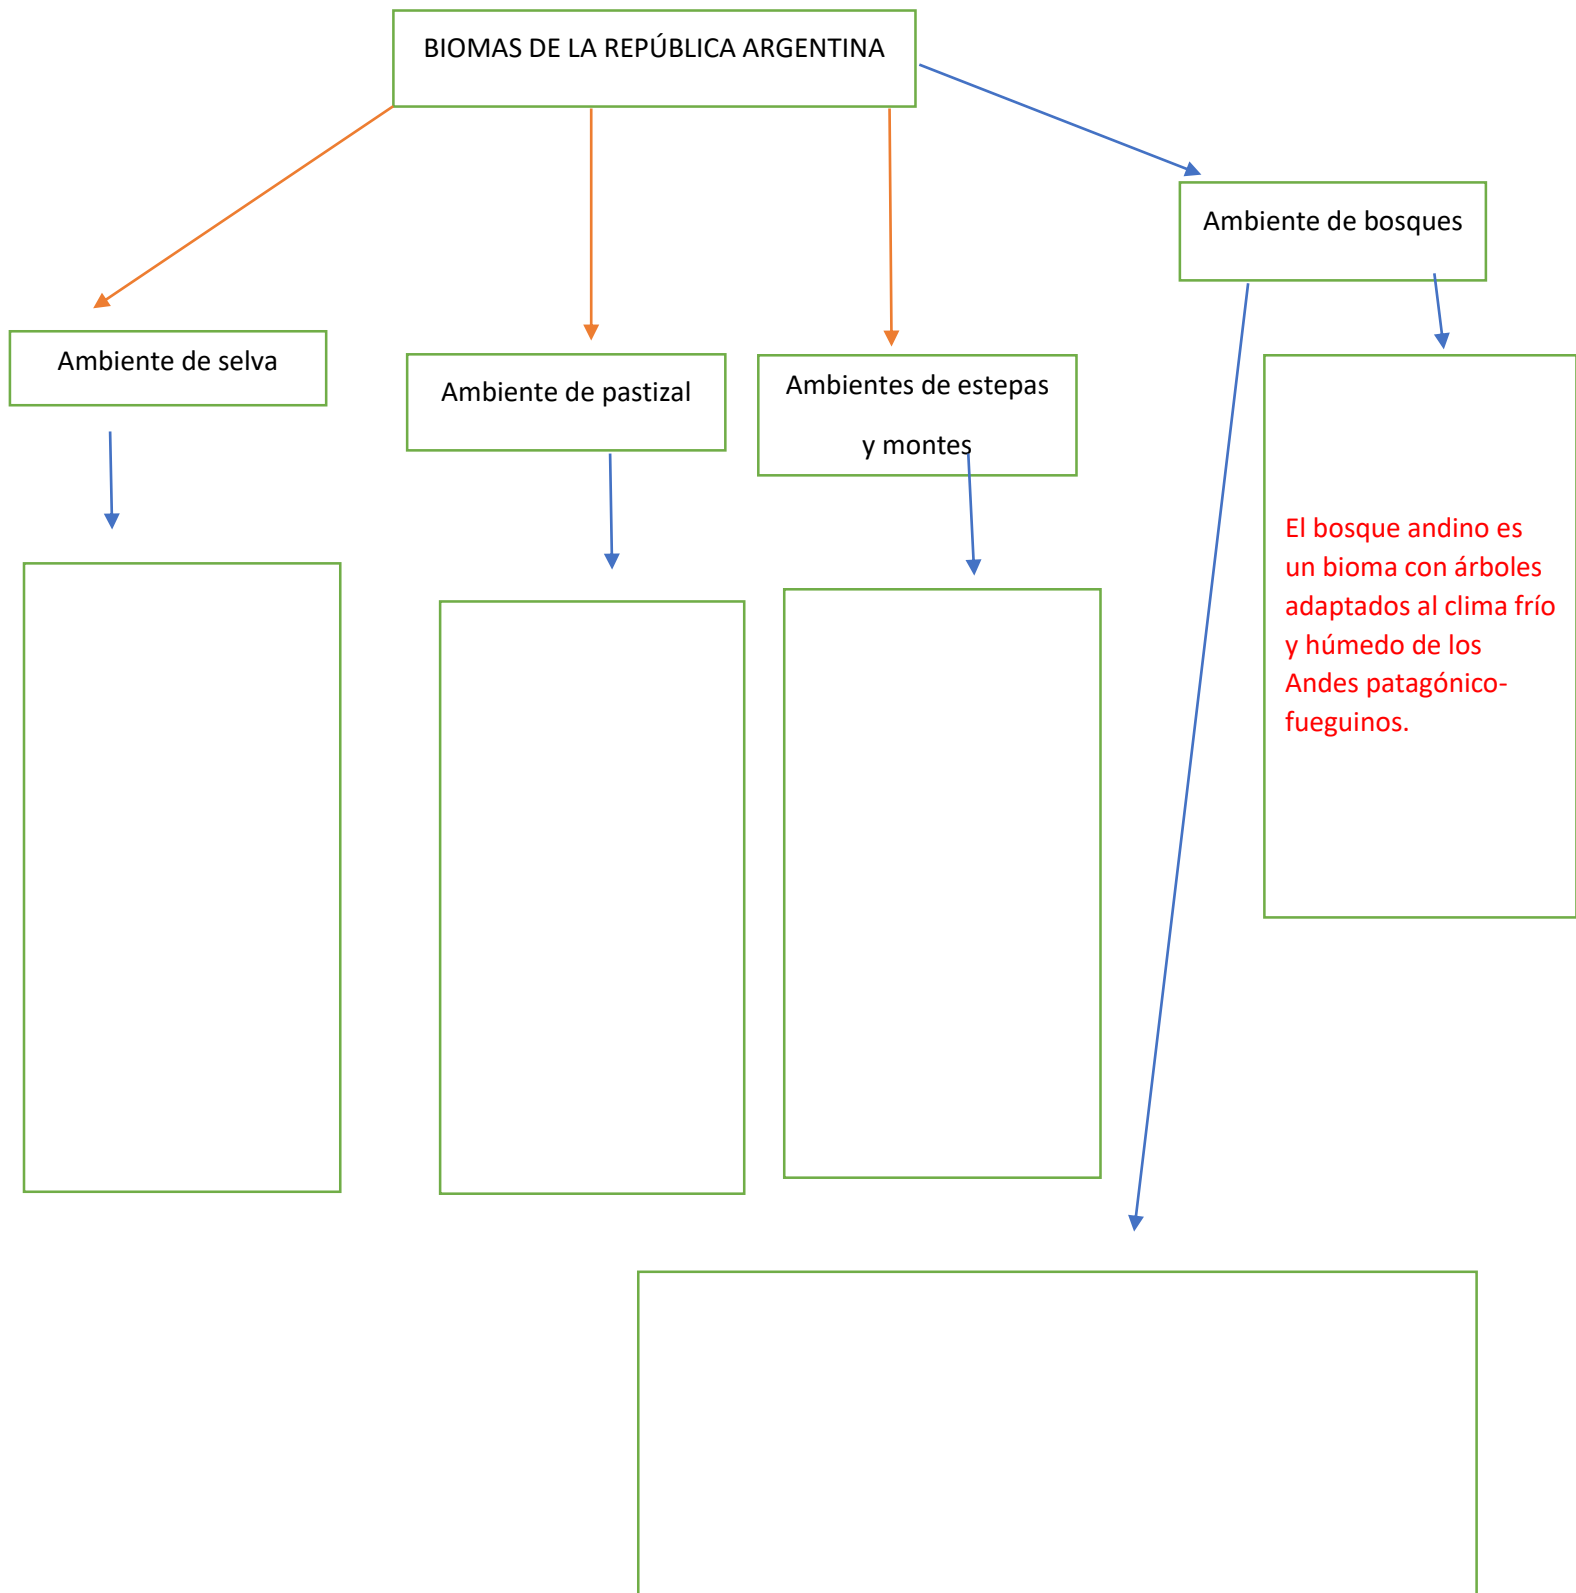 BIOMAS DE LA REPÚBLICA ARGENTINA
Ambiente de bosques
Ambiente de selva
Ambiente de pastizal
Ambientes de estepas
y montes
El bosque andino es
un bioma con árboles
adaptados al clima frío
y húmedo de los
Andes patagónico-
fueguinos.